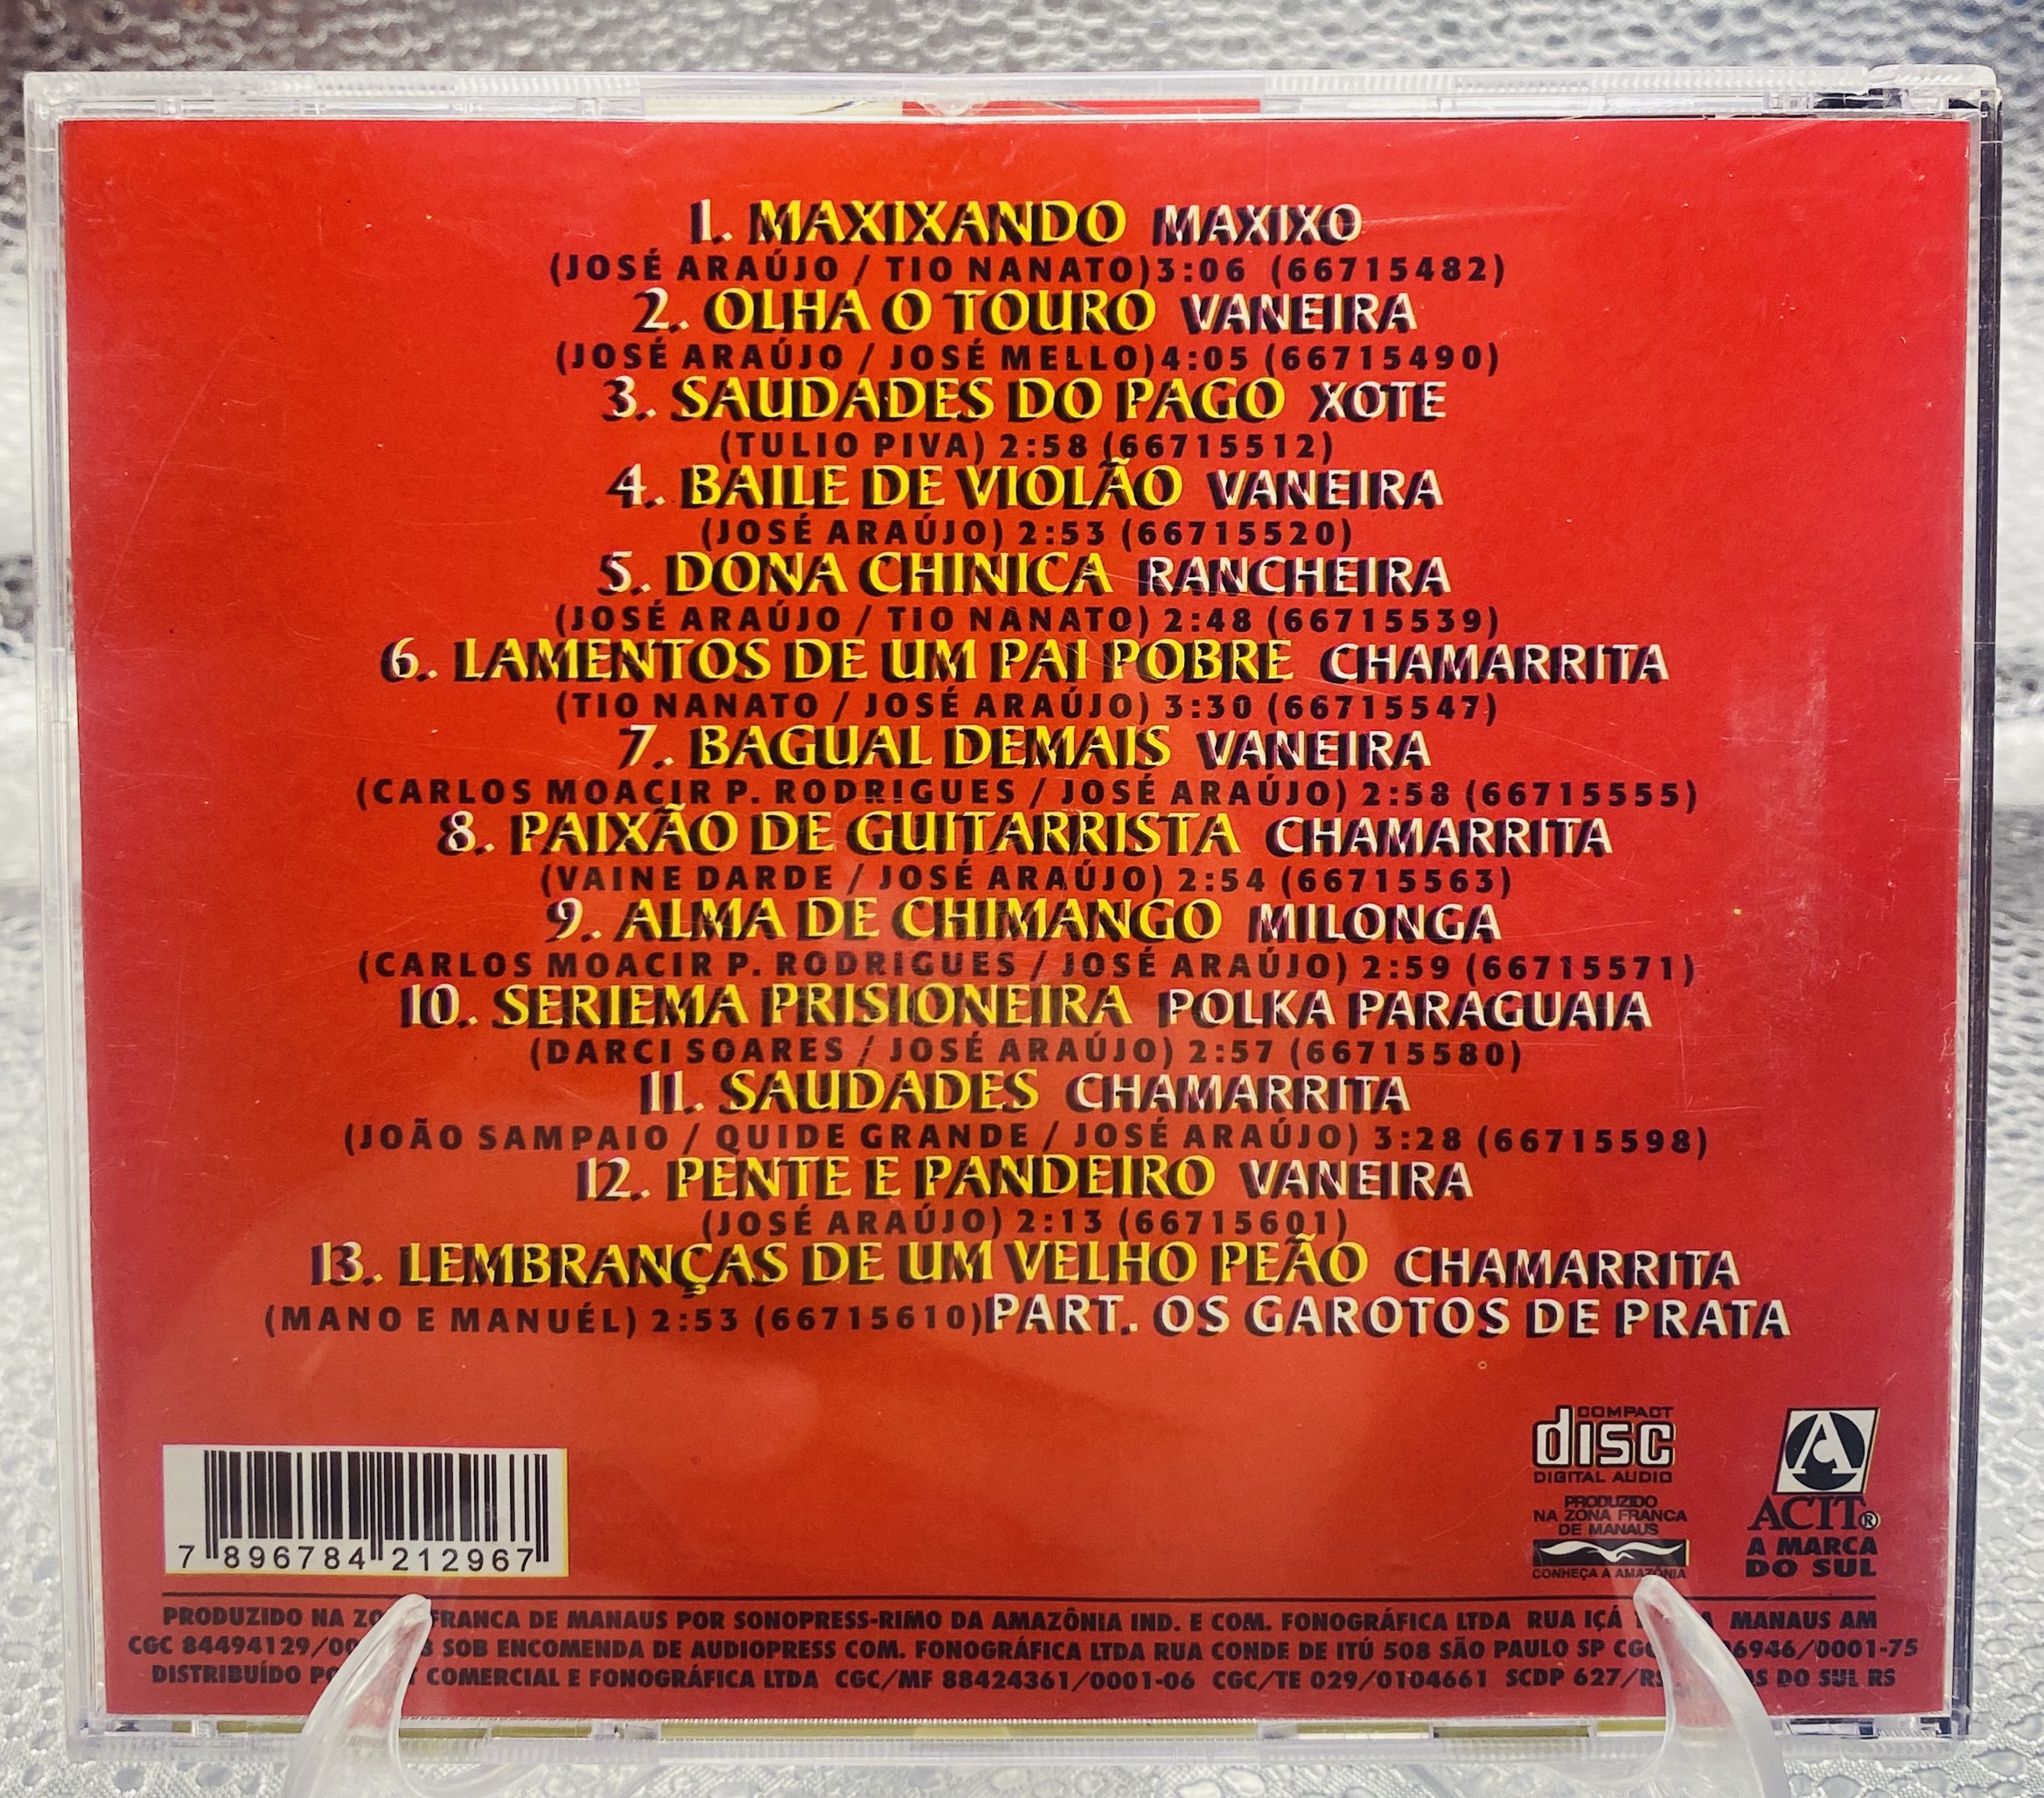 1. MAXIXANDO MAXIXO
(JOSÉ ARAÚJO / TIO NANATO)3:06 (66715482)
2. OLHA O TOURO VANEIRA
(JOSÉ ARAÚJO / JOSÉ MELLO)4:05 (66715490)
3. SAUDADES DO PAGO XOTE
(TULIO PIVA) 2:58 (66715512)
4. BAILE DE VIOLÃO VANEIRA
(JOSÉ ARAÚJO) 2:53 (66715520)
5. DONA CHINICA RANCHEIRA
(JOSÉ ARAÚJO / TIO NANATO) 2:48 (66715539)
6. LAMENTOS DE UM PAI POBRE CHAMARRITA
(TIO NANATO / JOSÉ ARAÚJO) 3:30 (66715547)
7. BAGUAL DEMAIS VANEIRA
(CARLOS MOACIR P. RODRIGUES / JOSÉ ARAÚJO) 2:58 (66715555)
8. PAIXÃO DE GUITARRISTA CHAMARRITA
(VAINE DARDE / JOSÉ ARAÚJO) 2:54 (66715563)
9. ALMA DE CHIMANGO MILONGA
(CARLOS MOACIR P. RODRIGUES / JOSÉ ARAÚJO) 2:59 (66715571)
10. SERIEMA PRISIONEIRA POLKA PARAGUAIA
(DARCI SOARES / JOSÉ ARAÚJO) 2:57 (66715580)
11. SAUDADES CHAMARRITA
(JOÃO SAMPAIO / QUIDE GRANDE / JOSÉ ARAÚJO) 3:28 (66715598)
12. PENTE E PANDEIRO VANEIRA
(JOSÉ ARAÚJO) 2:13 (66715601)
13. LEMBRANÇAS DE UM VELHO PEÃO CHAMARRITA
(MANO E MANUÉL) 2:53 (66715610)PART. OS GAROTOS DE PRATA
COMPACT
disc
DIGITAL AUDIO
PRODUZIDO
NA ZONA FRANCA
DE MANAUS
CONHEÇA A AMAZÔNIA
A
ACIT®
A MARCA
DO SUL
7 896784 212967
PRODUZIDO NA FRANCA DE MANAUS POR SONOPRESS-RIMO DA AMAZÔNIA IND. E COM. FONOGRÁFICA LTDA RUA IÇÁ MANAUS AM
CGC SOB ENCOMENDA DE AUDIOPRESS COM. FONOGRÁFICA LTDA RUA CONDE DE ITÚ 508 SÃO PAULO SP
DISTRIBUÍDO COMERCIAL E FONOGRÁFICA LTDA CGC/MF 88424361/0001-06 CGC/TE 029/0104661 SCDP DO SUL RS